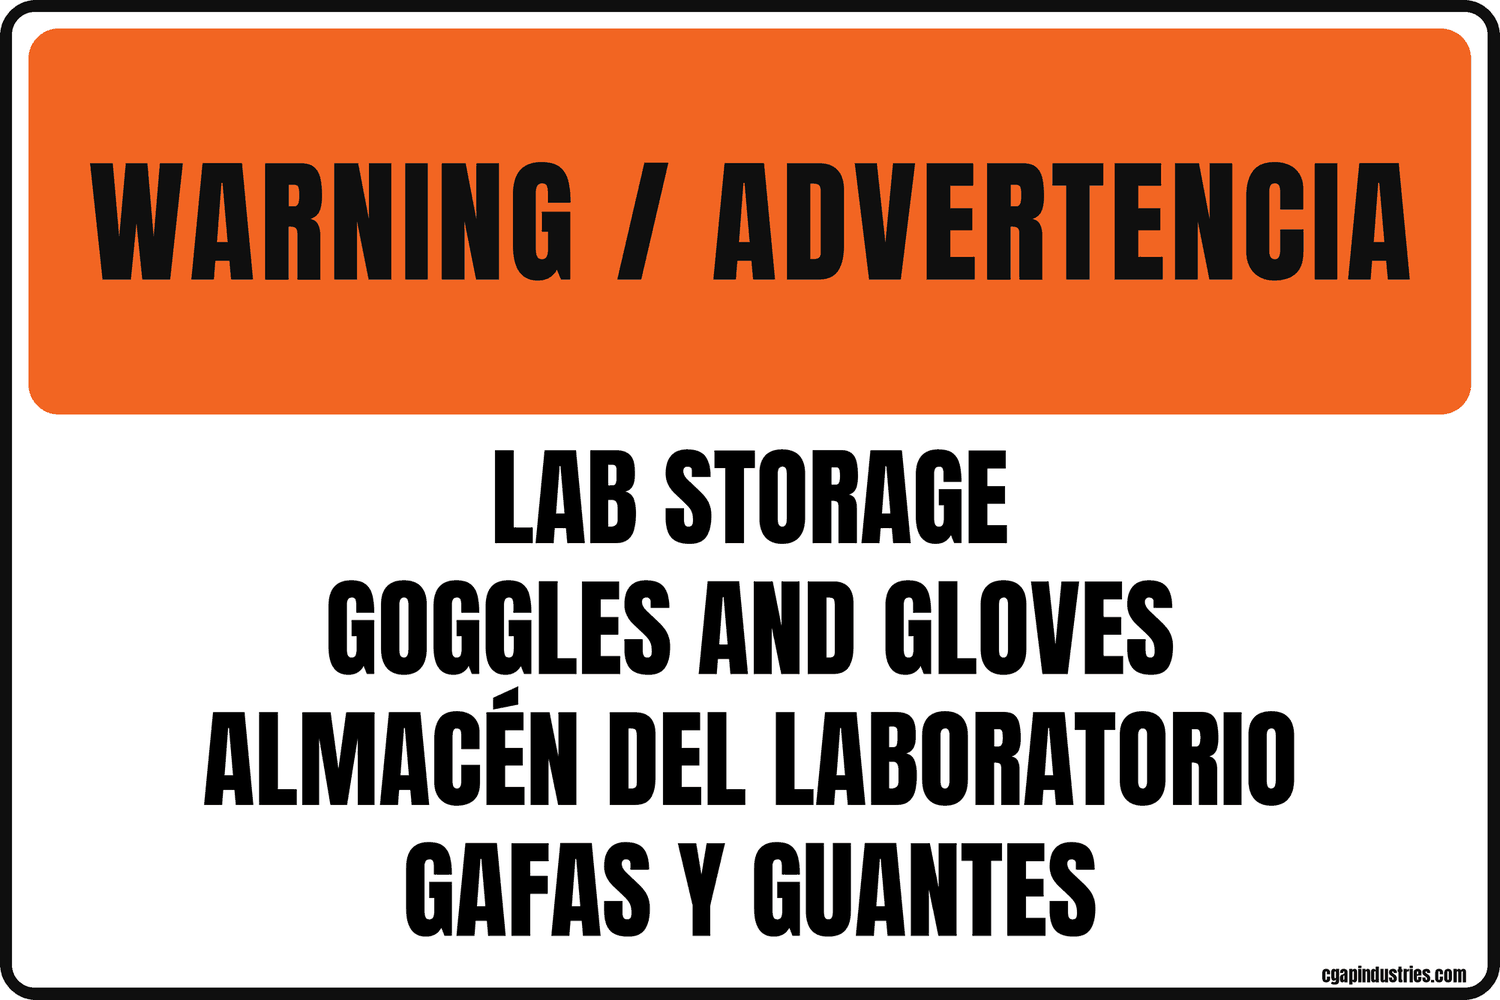 WARNING / ADVERTENCIA
LAB STORAGE
GOGGLES AND GLOVES
ALMACÉN DEL LABORATORIO
GAFAS Y GUANTES
cgapindustries.com